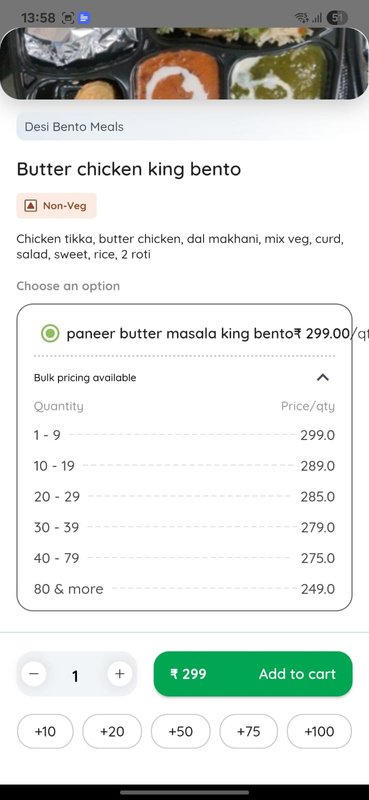 13:58
51
Desi Bento Meals
Butter chicken king bento
Non-Veg
Chicken tikka, butter chicken, dal makhani, mix veg, curd,
salad, sweet, rice, 2 roti
Choose an option
paneer butter masala king bento₹ 299.00/qt
Bulk pricing available
Quantity Price/qty
1 - 9 299.0
10 - 19 289.0
20 - 29 285.0
30 - 39 279.0
40 - 79 275.0
80 & more 249.0
1 ₹ 299 Add to cart
+10 +20 +50 +75 +100